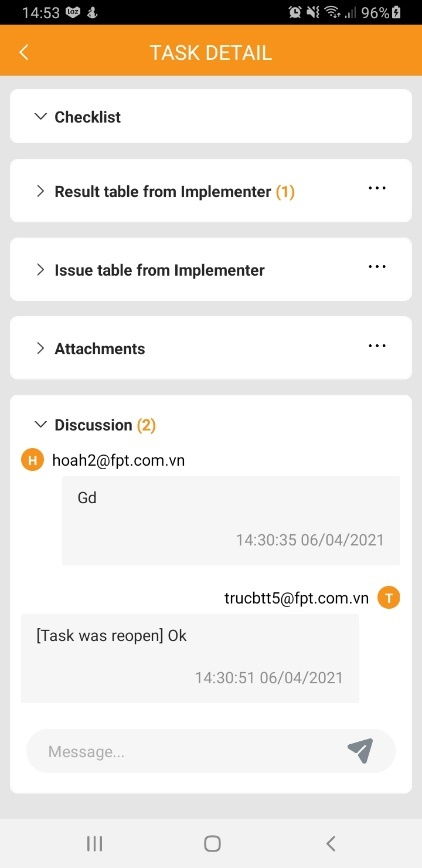 14:53
96%
TASK DETAIL
Checklist
Result table from Implementer (1)
Issue table from Implementer
Attachments
Discussion (2)
H hoah2@fpt.com.vn
Gd
14:30:35 06/04/2021
trucbtt5@fpt.com.vn T
[Task was reopen] Ok
14:30:51 06/04/2021
Message...